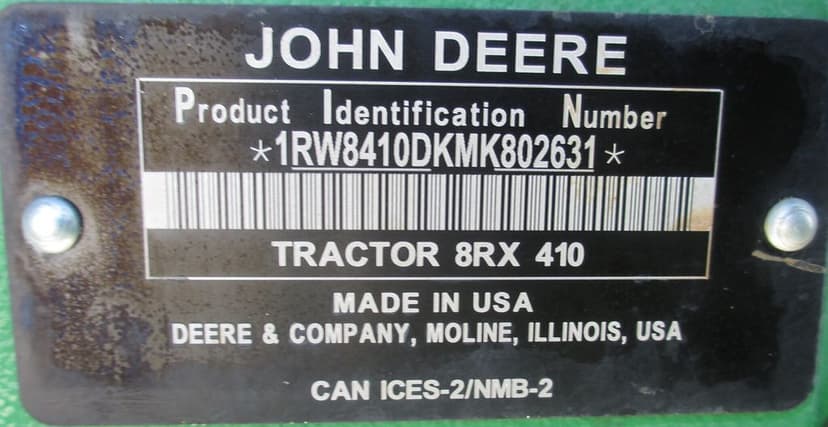 JOHN DEERE
Product Identification Number
*1RW8410DKMK802631*
TRACTOR 8RX 410
MADE IN USA
DEERE & COMPANY, MOLINE, ILLINOIS, USA
CAN ICES-2/NMB-2